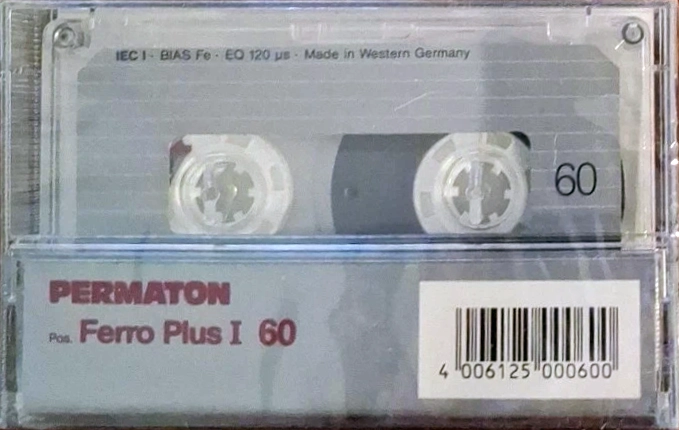 IEC I · BIAS Fe · EQ 120 µs · Made in Western Germany
60
PERMATON
Pos. Ferro Plus I 60
4 006125 000600